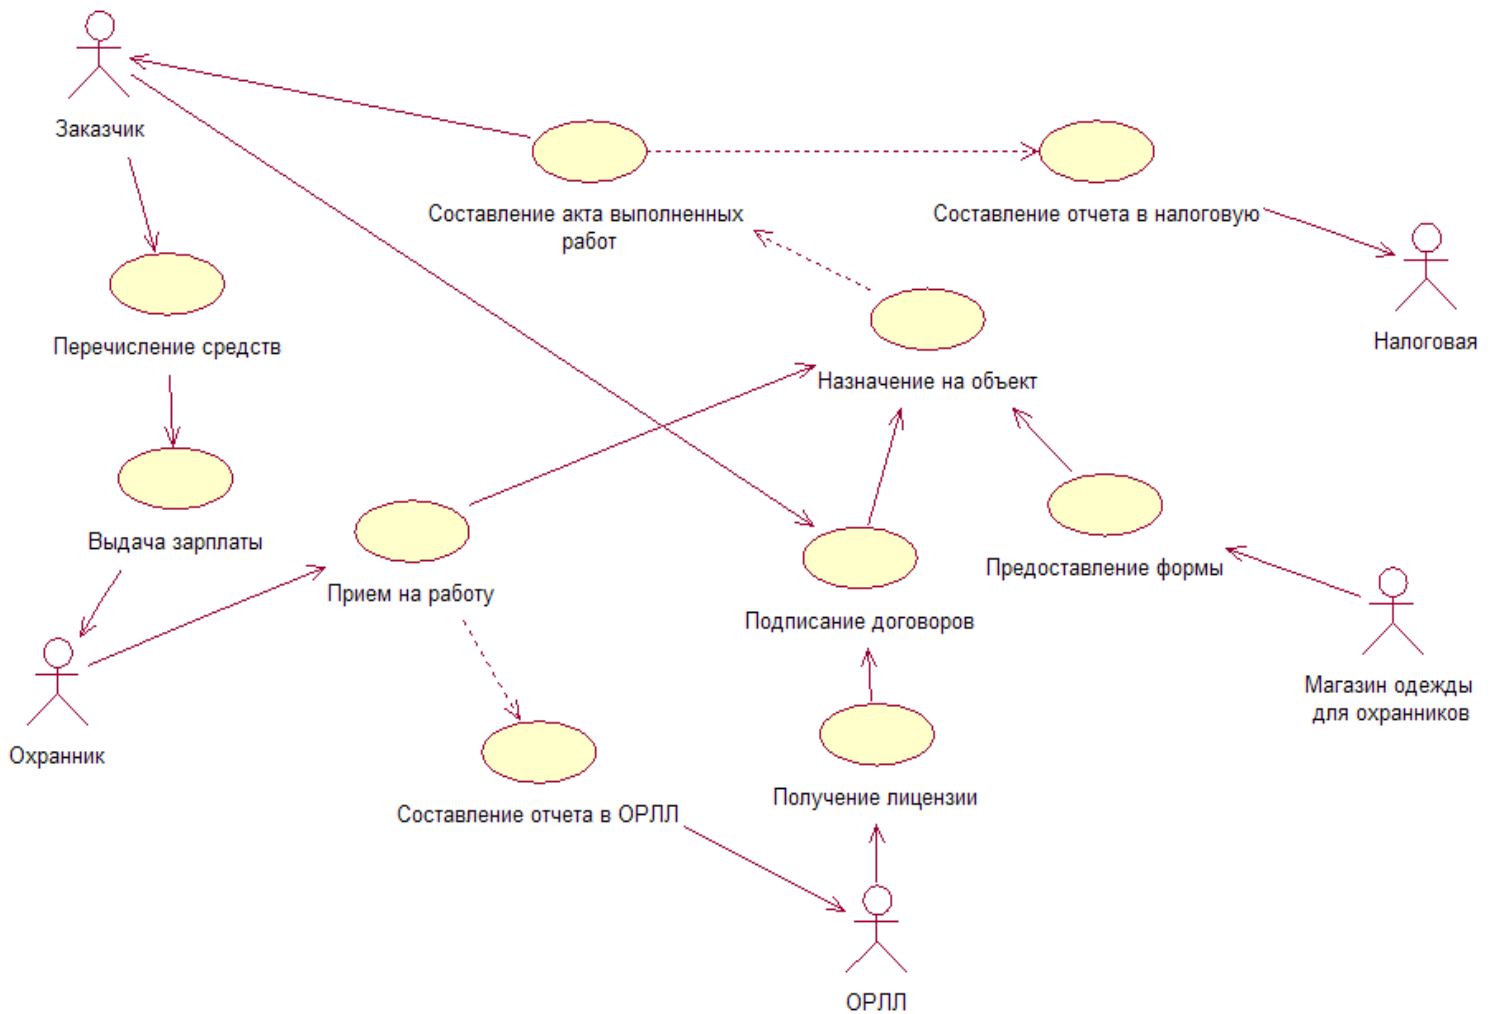 Заказчик
Составление акта выполненных
работ
Составление отчета в налоговую
Налоговая
Перечисление средств
Назначение на объект
Выдача зарплаты
Прием на работу
Предоставление формы
Подписание договоров
Магазин одежды
для охранников
Охранник
Получение лицензии
Составление отчета в ОРЛЛ
ОРЛЛ